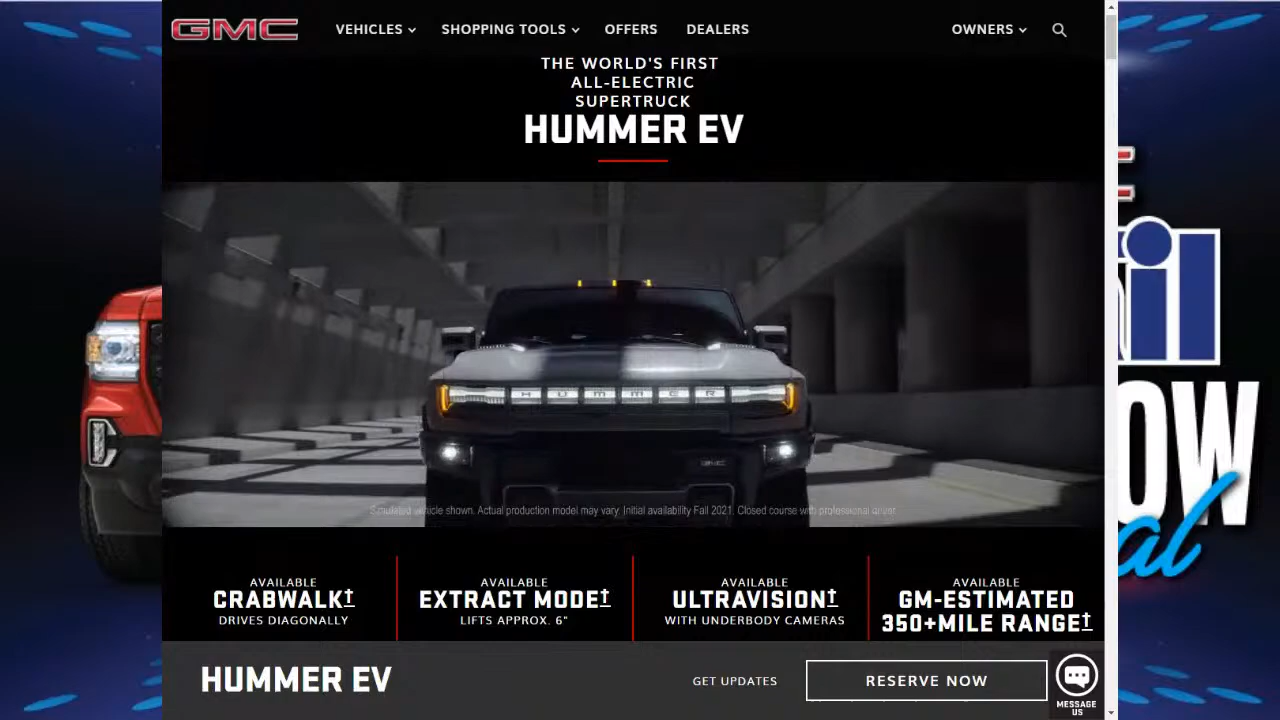 GMC
VEHICLES
SHOPPING TOOLS
OFFERS
DEALERS
OWNERS
THE WORLD'S FIRST
ALL-ELECTRIC
SUPERTRUCK
HUMMER EV
HUMMER
GMC
Simulated vehicle shown. Actual production model may vary. Initial availability Fall 2021. Closed course with professional driver.
AVAILABLE
CRABWALK†
DRIVES DIAGONALLY
AVAILABLE
EXTRACT MODE†
LIFTS APPROX. 6"
AVAILABLE
ULTRAVISION†
WITH UNDERBODY CAMERAS
AVAILABLE
GM-ESTIMATED
350+MILE RANGE†
HUMMER EV
GET UPDATES
RESERVE NOW
MESSAGE
US